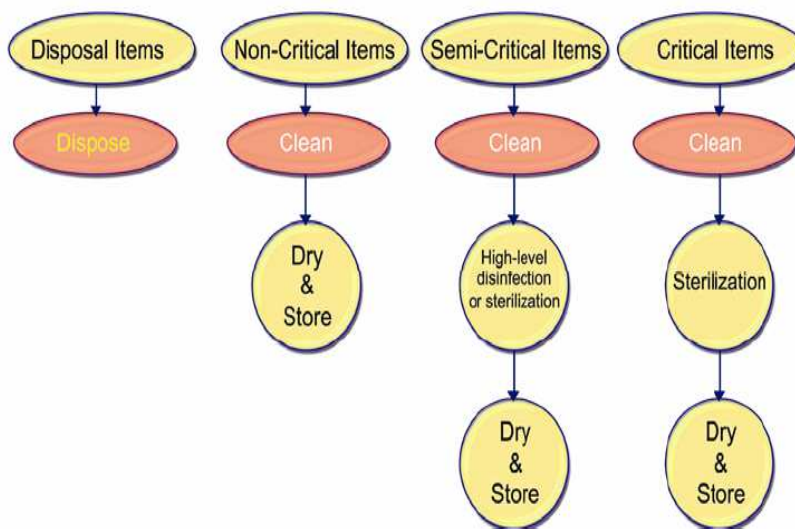 Disposal Items
Non-Critical Items
Semi-Critical Items
Critical Items
Dispose
Clean
Clean
Clean
Dry
&
Store
High-level
disinfection
or sterilization
Sterilization
Dry
&
Store
Dry
&
Store